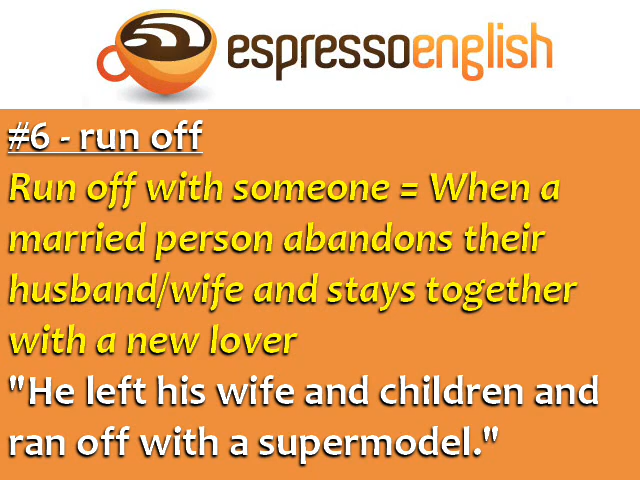 espressoenglish
#6 - run off
Run off with someone = When a
married person abandons their
husband/wife and stays together
with a new lover
"He left his wife and children and
ran off with a supermodel."